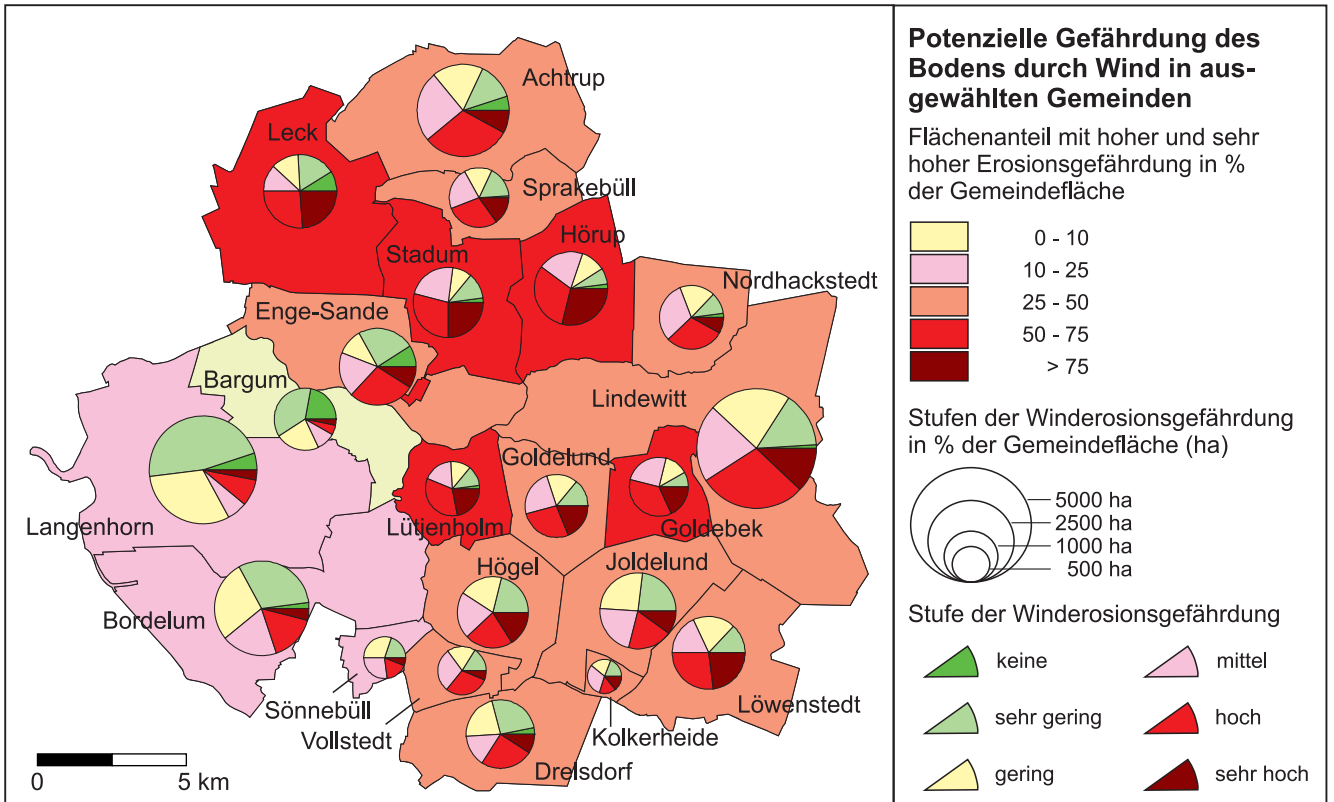 Achtrup
Leck
Sprakebüll
Hörup
Stadum
Nordhackstedt
Enge-Sande
Bargum
Lindewitt
Goldelund
Langenhorn
Lütjenholm
Goldebek
Högel
Joldelund
Bordelum
Sönnebüll
Löwenstedt
Vollstedt
Kolkerheide
Drelsdorf
0
5 km
Potenzielle Gefährdung des
Bodens durch Wind in aus-
gewählten Gemeinden
Flächenanteil mit hoher und sehr
hoher Erosionsgefährdung in %
der Gemeindefläche
0 - 10
10 - 25
25 - 50
50 - 75
> 75
Stufen der Winderosionsgefährdung
in % der Gemeindefläche (ha)
5000 ha
2500 ha
1000 ha
500 ha
Stufe der Winderosionsgefährdung
keine
mittel
sehr gering
hoch
gering
sehr hoch